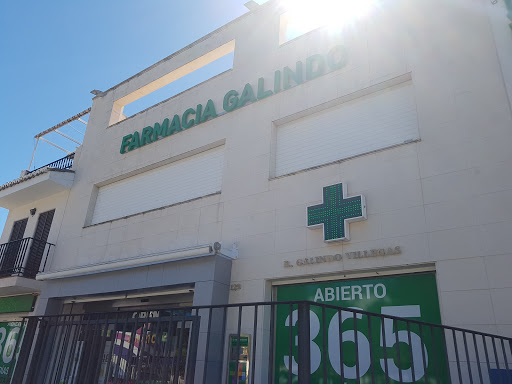 FARMACIA GALINDO
R. GALINDO VILLEGAS
ABIERTO
365